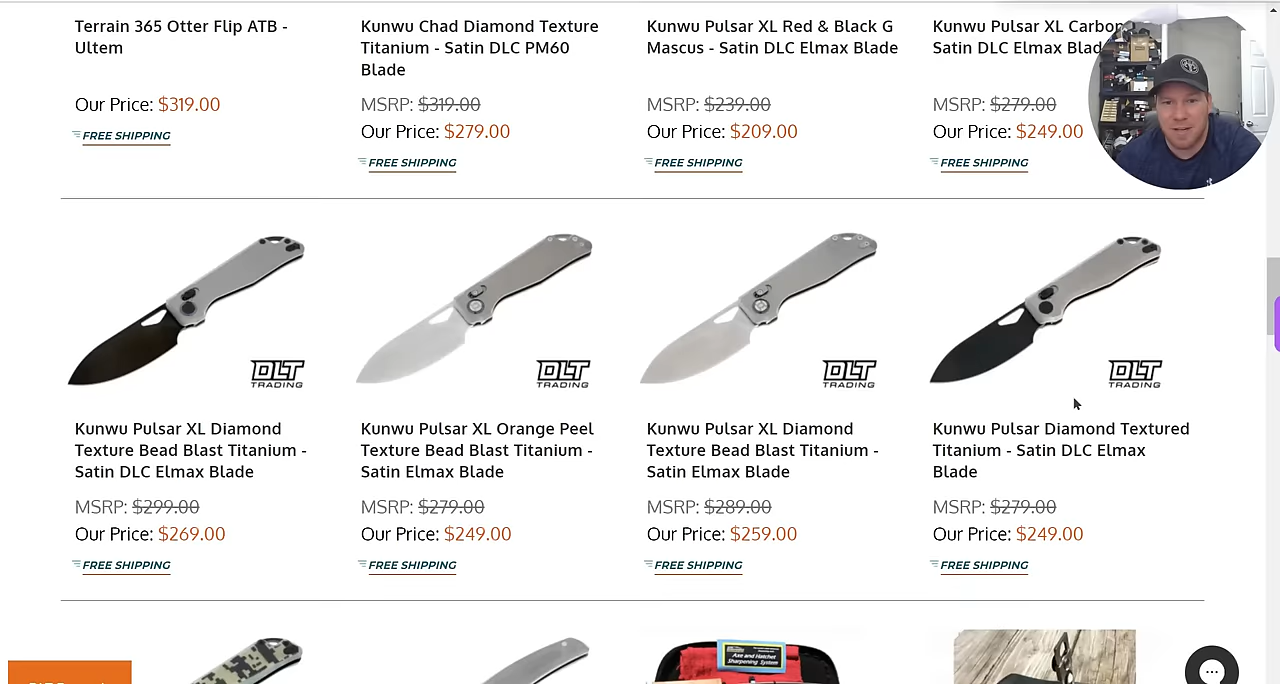 Terrain 365 Otter Flip ATB -
Ultem
Our Price: $319.00
FREE SHIPPING
Kunwu Chad Diamond Texture
Titanium - Satin DLC PM60
Blade
MSRP: $319.00
Our Price: $279.00
FREE SHIPPING
Kunwu Pulsar XL Red & Black G
Mascus - Satin DLC Elmax Blade
MSRP: $239.00
Our Price: $209.00
FREE SHIPPING
Kunwu Pulsar XL Carbon
Satin DLC Elmax Blad
MSRP: $279.00
Our Price: $249.00
FREE SHIPPING
DLT
TRADING
Kunwu Pulsar XL Diamond
Texture Bead Blast Titanium -
Satin DLC Elmax Blade
MSRP: $299.00
Our Price: $269.00
FREE SHIPPING
DLT
TRADING
Kunwu Pulsar XL Orange Peel
Texture Bead Blast Titanium -
Satin Elmax Blade
MSRP: $279.00
Our Price: $249.00
FREE SHIPPING
DLT
TRADING
Kunwu Pulsar XL Diamond
Texture Bead Blast Titanium -
Satin Elmax Blade
MSRP: $289.00
Our Price: $259.00
FREE SHIPPING
DLT
TRADING
Kunwu Pulsar Diamond Textured
Titanium - Satin DLC Elmax
Blade
MSRP: $279.00
Our Price: $249.00
FREE SHIPPING
Axe and Hatchet
Sharpening System